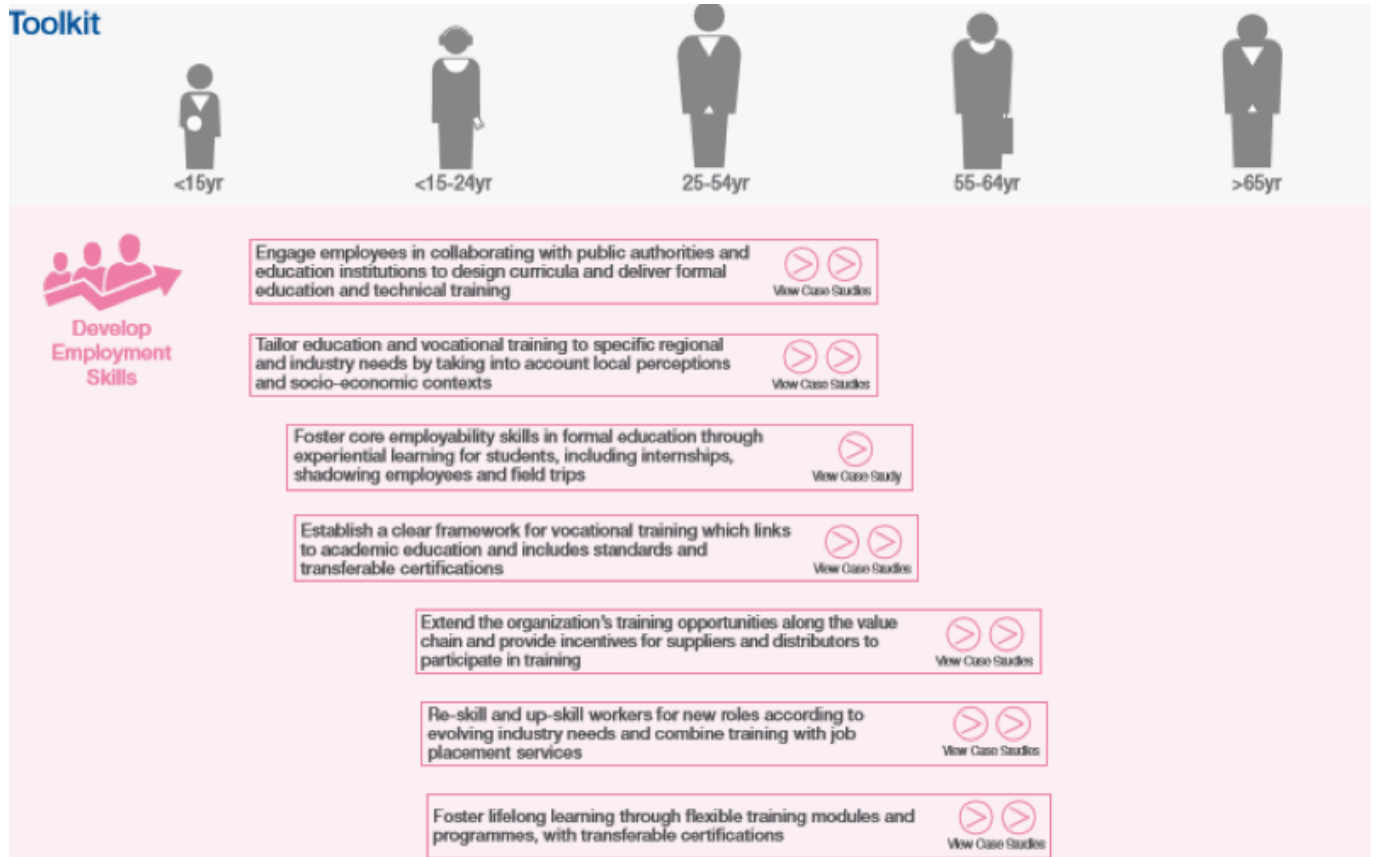 Toolkit
<15yr
<15-24yr
25-54yr
55-64yr
>65yr
Develop
Employment
Skills
Engage employees in collaborating with public authorities and
education institutions to design curricula and deliver formal
education and technical training
View Case Studies
Tailor education and vocational training to specific regional
and industry needs by taking into account local perceptions
and socio-economic contexts
View Case Studies
Foster core employability skills in formal education through
experiential learning for students, including internships,
shadowing employees and field trips
View Case Study
Establish a clear framework for vocational training which links
to academic education and includes standards and
transferable certifications
View Case Studies
Extend the organization's training opportunities along the value
chain and provide incentives for suppliers and distributors to
participate in training
View Case Studies
Re-skill and up-skill workers for new roles according to
evolving industry needs and combine training with job
placement services
View Case Studies
Foster lifelong learning through flexible training modules and
programmes, with transferable certifications
View Case Studies